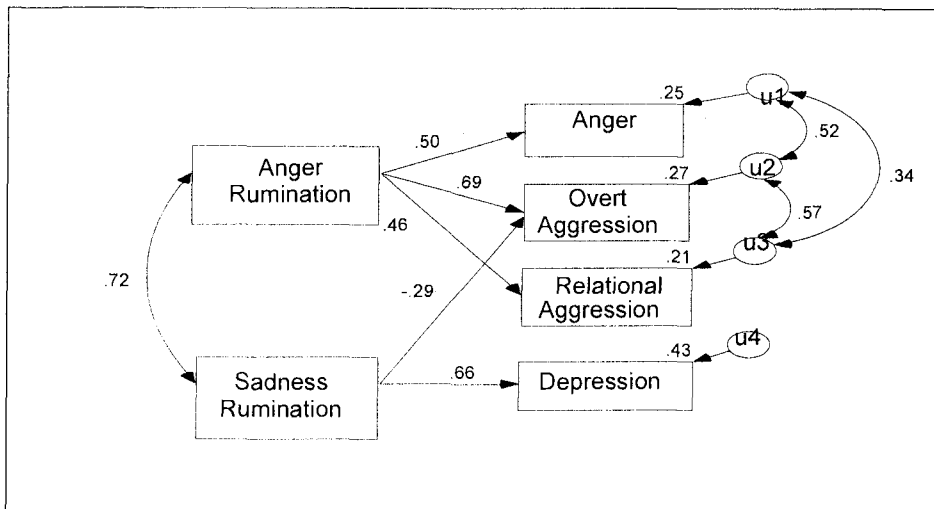 u1
.25
Anger
.52
.50
Anger
Rumination
u2
.27
.34
.69
Overt
Aggression
.57
.46
u3
.21
Relational
Aggression
.72
-.29
u4
.43
Sadness
Rumination
.66
Depression